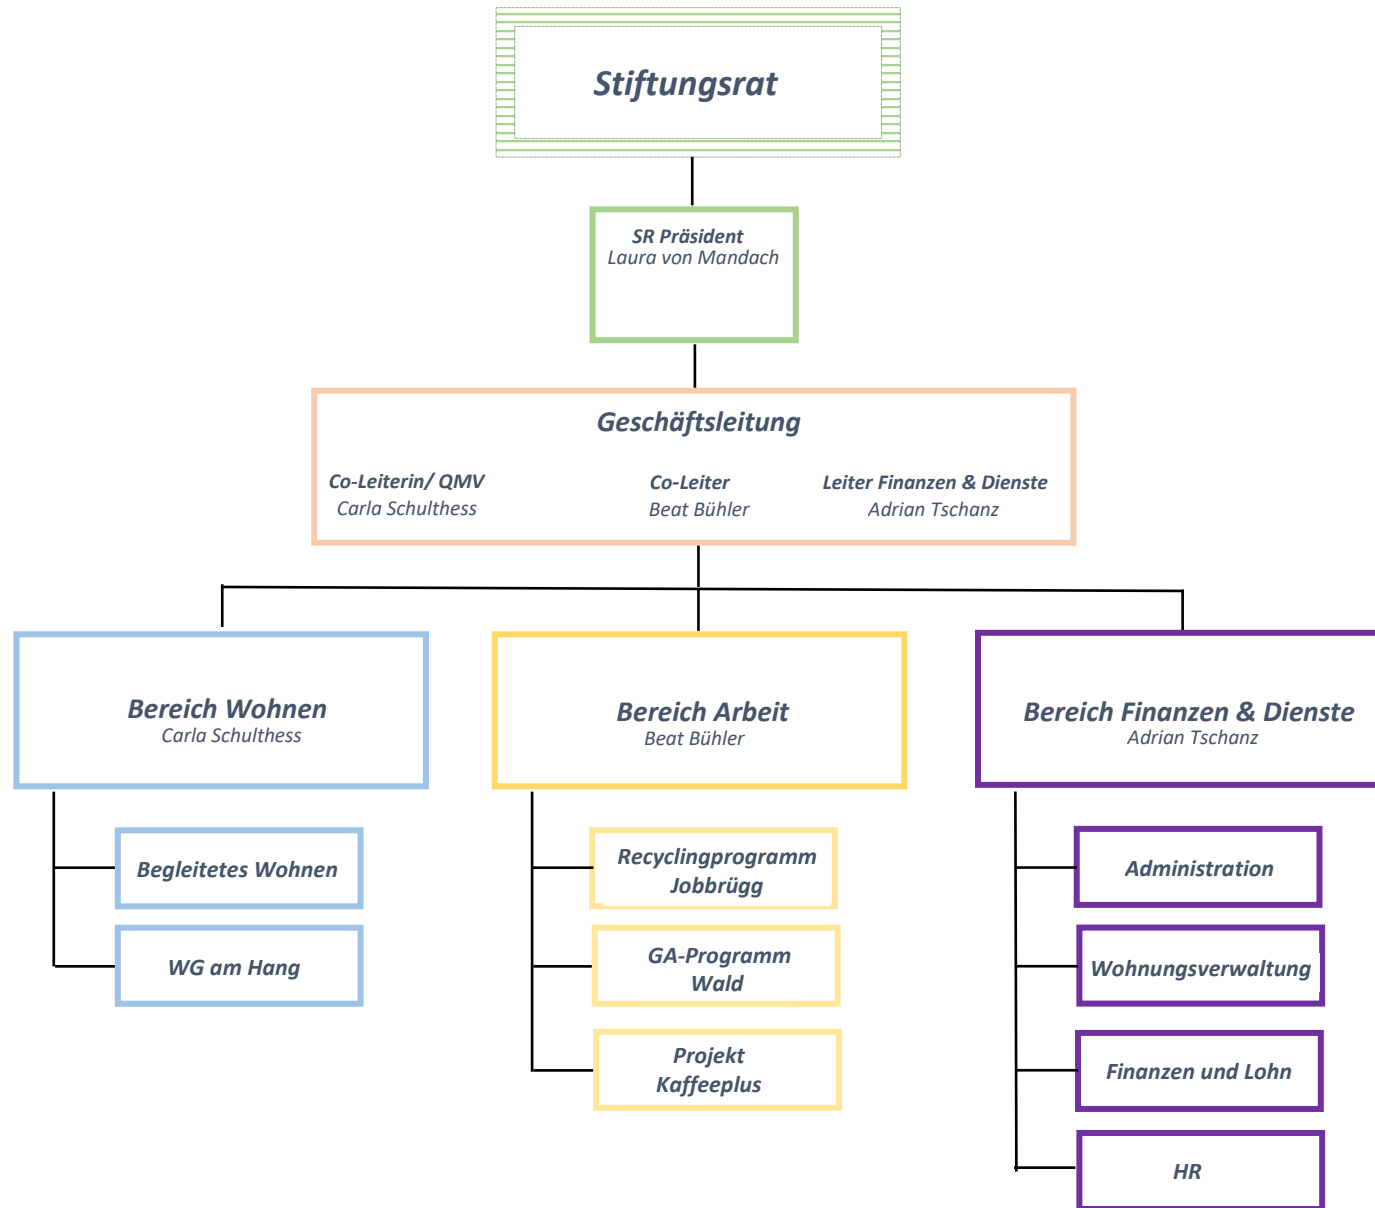 Stiftungsrat
SR Präsident
Laura von Mandach
Geschäftsleitung
Co-Leiterin/ QMV
Carla Schulthess
Co-Leiter
Beat Bühler
Leiter Finanzen & Dienste
Adrian Tschanz
Bereich Wohnen
Carla Schulthess
Bereich Arbeit
Beat Bühler
Bereich Finanzen & Dienste
Adrian Tschanz
Begleitetes Wohnen
WG am Hang
Recyclingprogramm
Jobbrügg
GA-Programm
Wald
Projekt
Kaffeeplus
Administration
Wohnungsverwaltung
Finanzen und Lohn
HR